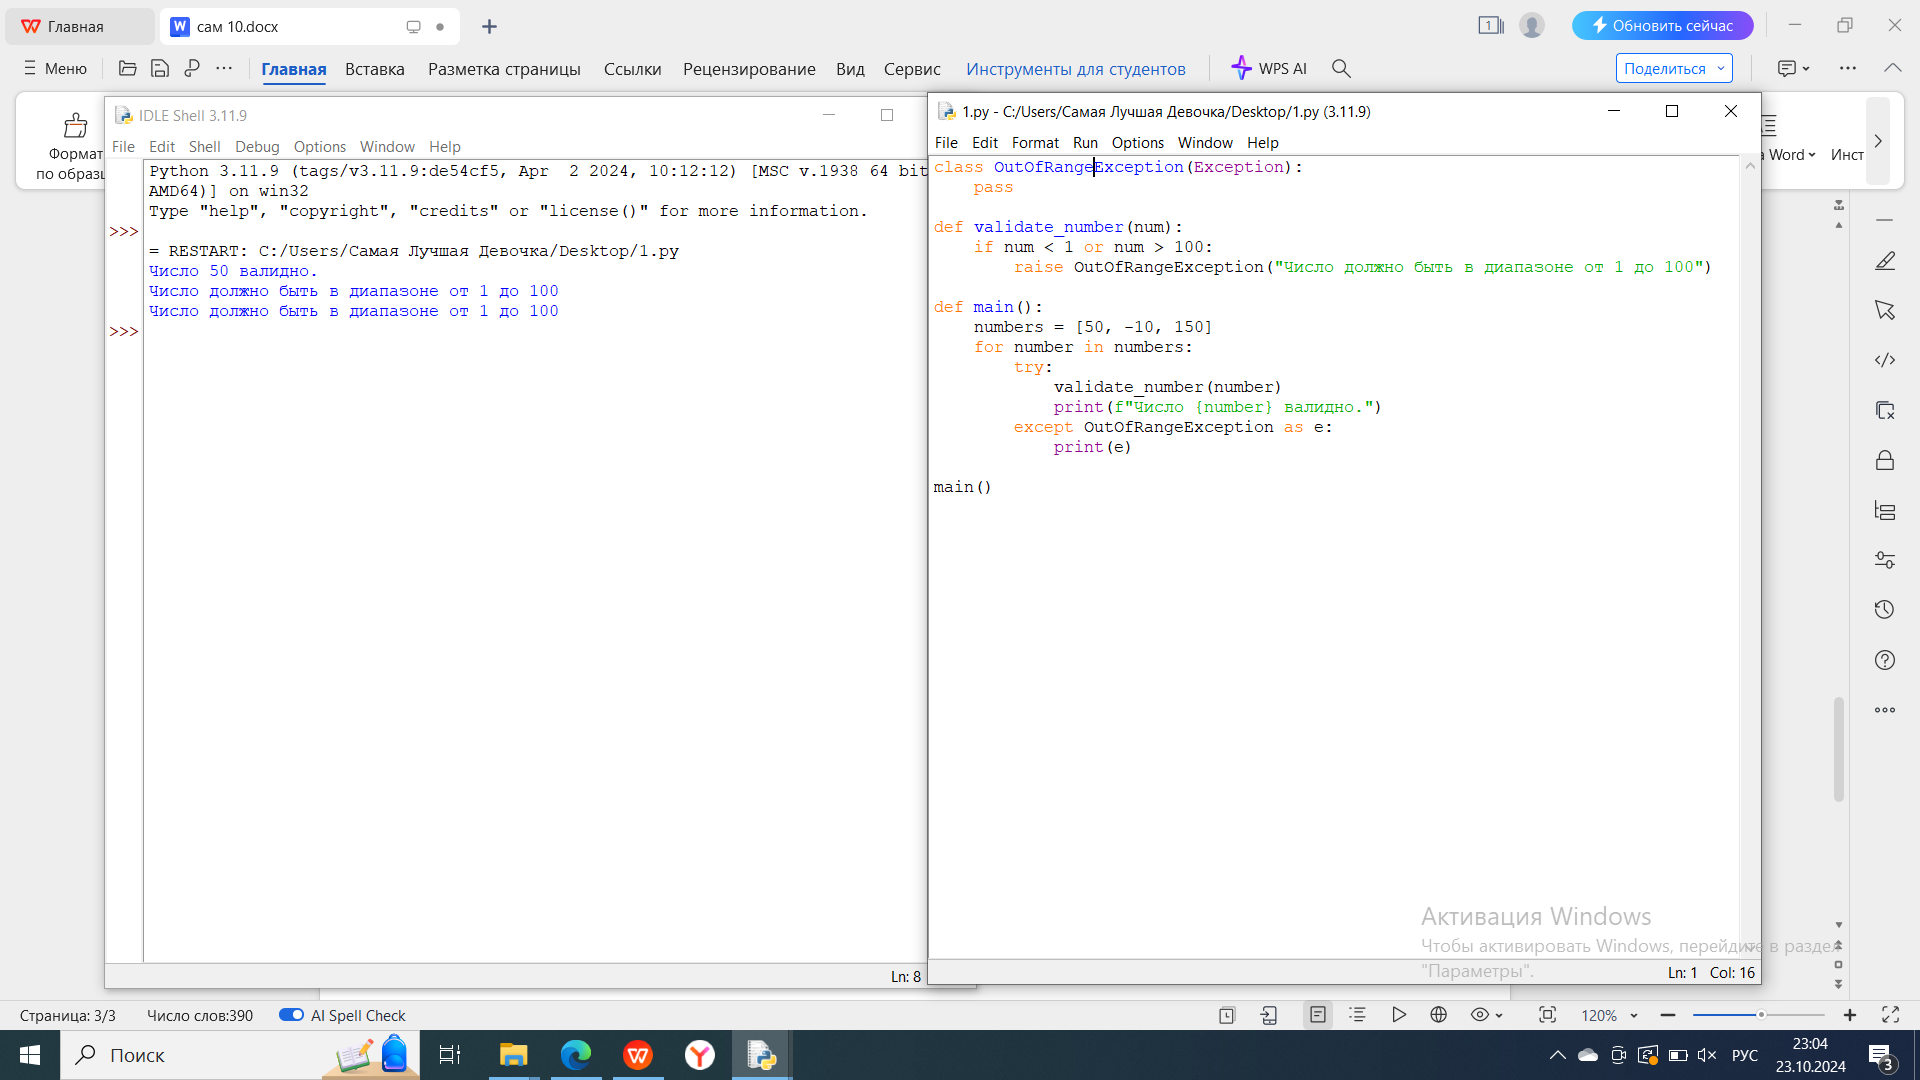 Главная
сам 10.docx
1
Обновить сейчас
Меню
Главная
Вставка
Разметка страницы
Ссылки
Рецензирование
Вид
Сервис
Инструменты для студентов
WPS AI
Поделиться
Формат
по образц
Word
Инст
IDLE Shell 3.11.9
File Edit Shell Debug Options Window Help
Python 3.11.9 (tags/v3.11.9:de54cf5, Apr  2 2024, 10:12:12) [MSC v.1938 64 bit
AMD64)] on win32
Type "help", "copyright", "credits" or "license()" for more information.
>>>
= RESTART: C:/Users/Самая Лучшая Девочка/Desktop/1.py
Число 50 валидно.
Число должно быть в диапазоне от 1 до 100
Число должно быть в диапазоне от 1 до 100
>>>
Ln: 8
1.py - C:/Users/Самая Лучшая Девочка/Desktop/1.py (3.11.9)
File Edit Format Run Options Window Help
class OutOfRangeException(Exception):
    pass
def validate_number(num):
    if num < 1 or num > 100:
        raise OutOfRangeException("Число должно быть в диапазоне от 1 до 100")
def main():
    numbers = [50, -10, 150]
    for number in numbers:
        try:
            validate_number(number)
            print(f"Число {number} валидно.")
        except OutOfRangeException as e:
            print(e)
main()
Активация Windows
Чтобы активировать Windows, перейдите в раздел
"Параметры".
Ln: 1 Col: 16
Страница: 3/3
Число слов:390
AI Spell Check
120%
Поиск
РУС
23:04
23.10.2024
3